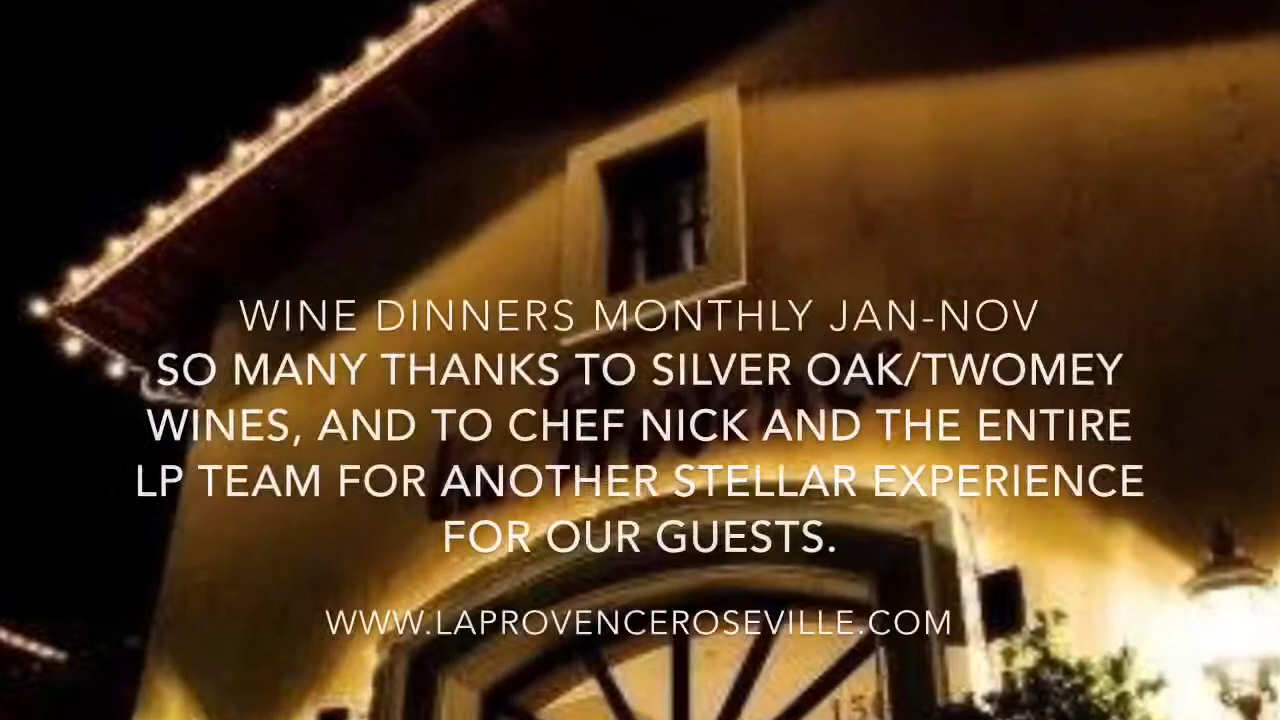 WINE DINNERS MONTHLY JAN-NOV
SO MANY THANKS TO SILVER OAK/TWOMEY
WINES, AND TO CHEF NICK AND THE ENTIRE
LP TEAM FOR ANOTHER STELLAR EXPERIENCE
FOR OUR GUESTS.
WWW.LAPROVENCEROSEVILLE.COM